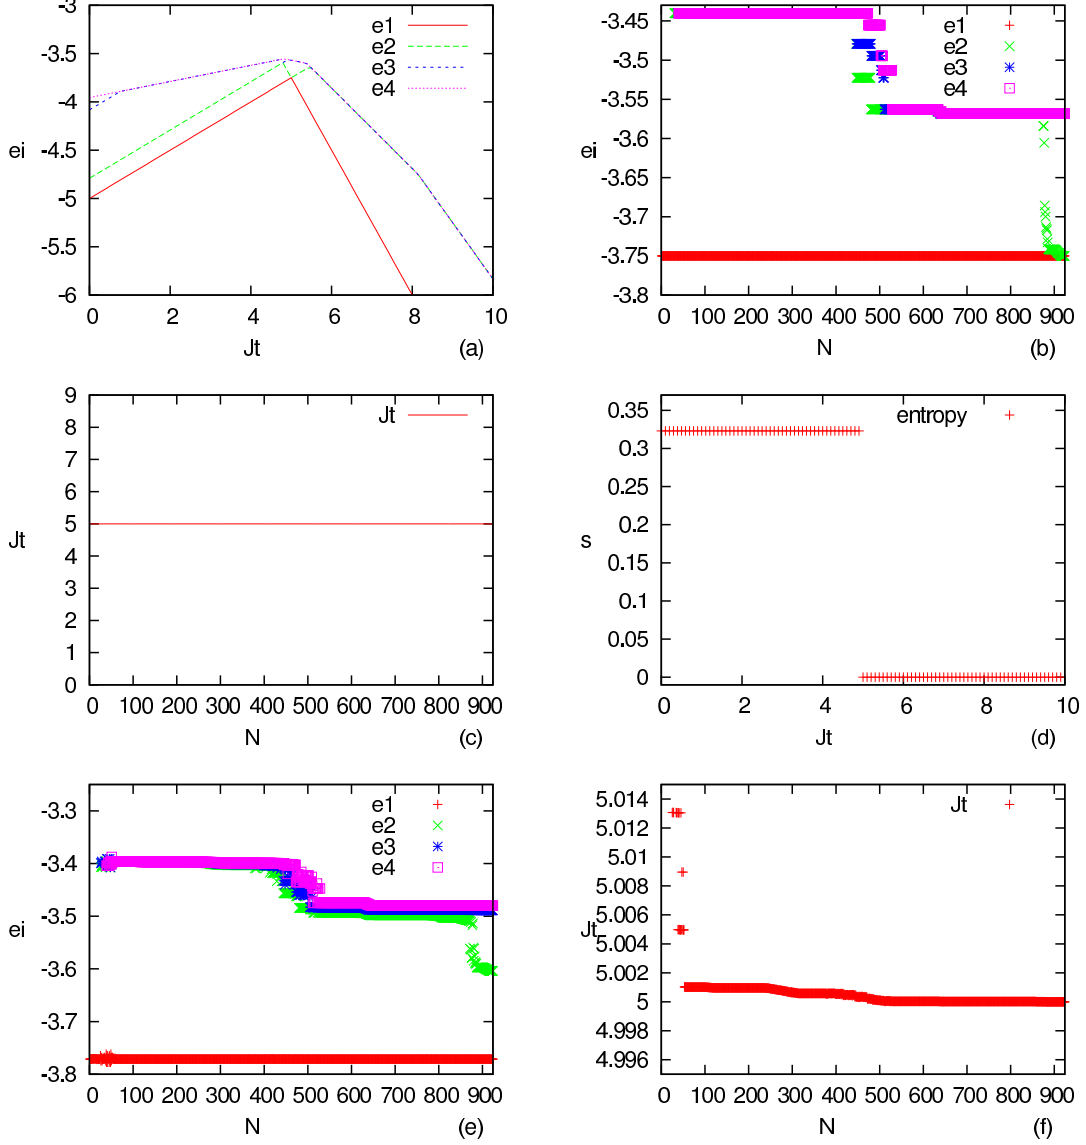 -3
-3.5
-4
-4.5
-5
-5.5
-6
ei
0 2 4 6 8 10
Jt
(a)
e1
e2
e3
e4
-3.45
-3.5
-3.55
-3.6
-3.65
-3.7
-3.75
-3.8
ei
0 100 200 300 400 500 600 700 800 900
N
(b)
e1
e2
e3
e4
9
8
7
6
5
4
3
2
1
0
Jt
0 100 200 300 400 500 600 700 800 900
N
(c)
Jt
0.35
0.3
0.25
0.2
0.15
0.1
0.05
0
s
0 2 4 6 8 10
Jt
(d)
entropy
-3.3
-3.4
-3.5
-3.6
-3.7
-3.8
ei
0 100 200 300 400 500 600 700 800 900
N
(e)
e1
e2
e3
e4
5.014
5.012
5.01
5.008
5.006
5.004
5.002
5
4.998
4.996
Jt
0 100 200 300 400 500 600 700 800 900
N
(f)
Jt